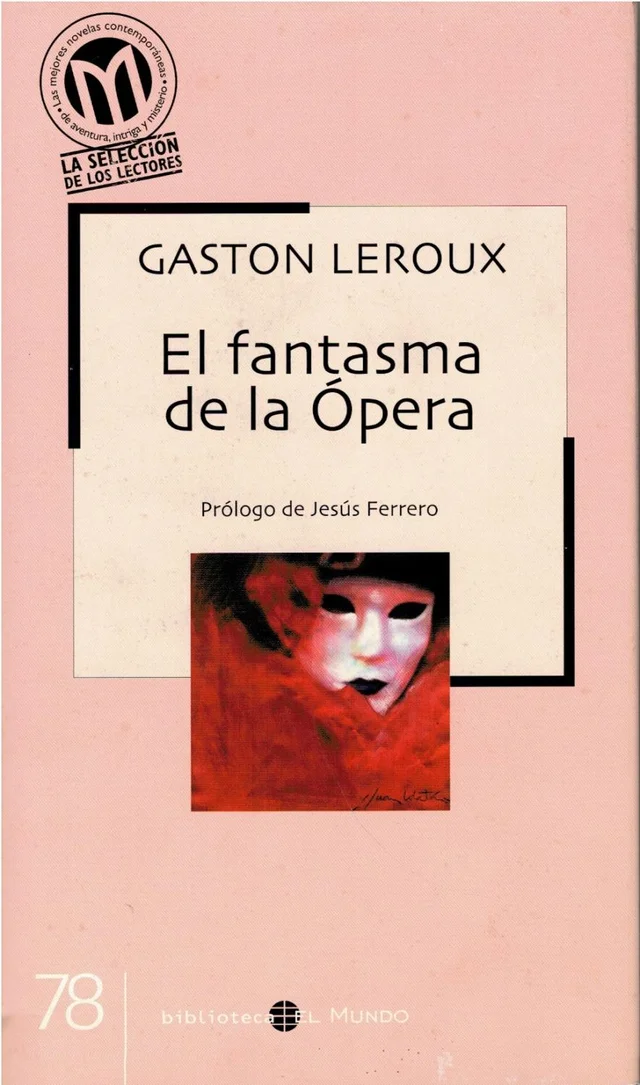 Las mejores novelas contemporáneas
• de aventura, intriga y misterio •
M
LA SELECCIÓN
DE LOS LECTORES
GASTON LEROUX
El fantasma
de la Ópera
Prólogo de Jesús Ferrero
78
biblioteca EL MUNDO